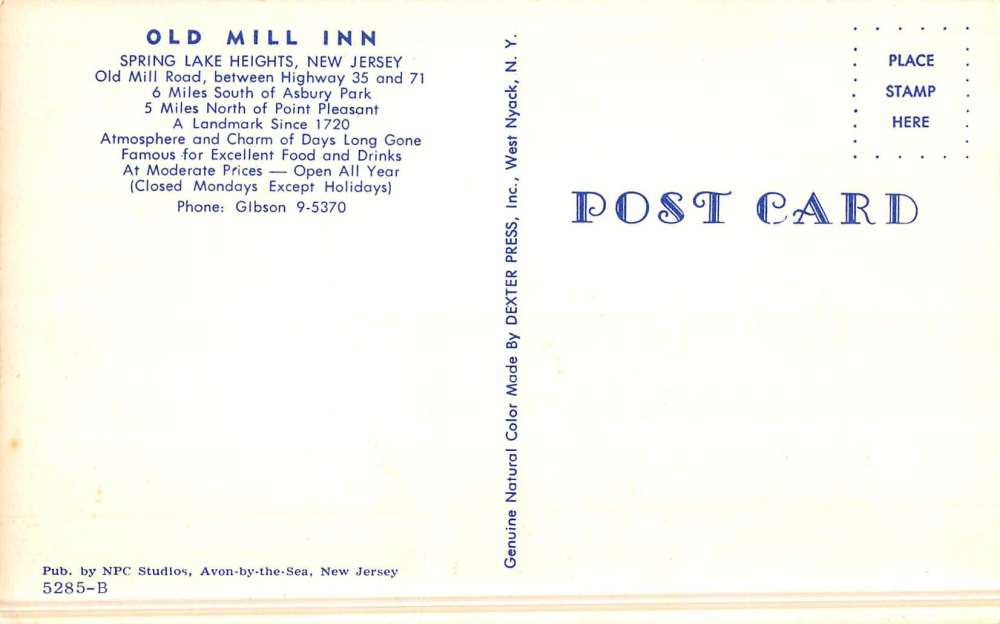 OLD MILL INN
SPRING LAKE HEIGHTS, NEW JERSEY
Old Mill Road, between Highway 35 and 71
6 Miles South of Asbury Park
5 Miles North of Point Pleasant
A Landmark Since 1720
Atmosphere and Charm of Days Long Gone
Famous for Excellent Food and Drinks
At Moderate Prices — Open All Year
(Closed Mondays Except Holidays)
Phone: GIbson 9-5370
Pub. by NPC Studios, Avon-by-the-Sea, New Jersey
5285-B
Genuine Natural Color Made By DEXTER PRESS, Inc., West Nyack, N. Y.
PLACE
STAMP
HERE
POST CARD